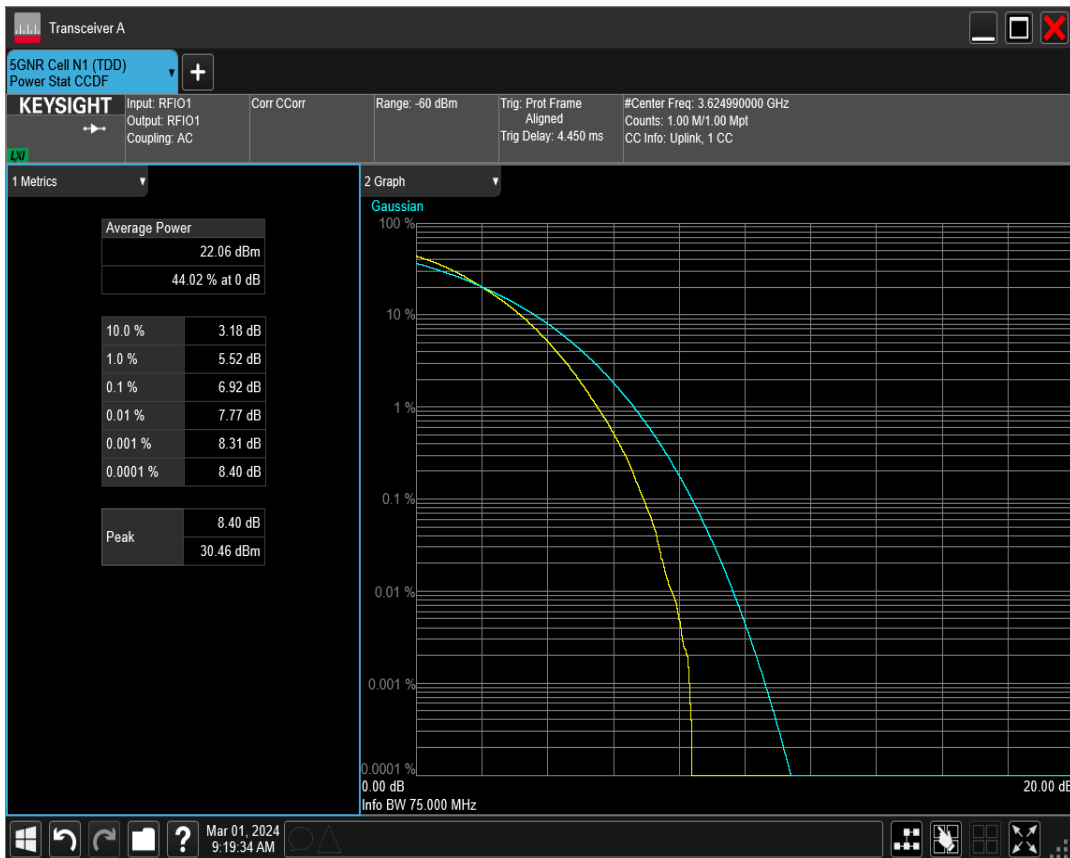 Transceiver A
5GNR Cell N1 (TDD)
Power Stat CCDF
KEYSIGHT
LXI
Input: RFIO1
Output: RFIO1
Coupling: AC
Corr CCorr
Range: -60 dBm
Trig: Prot Frame
Aligned
Trig Delay: 4.450 ms
#Center Freq: 3.624990000 GHz
Counts: 1.00 M/1.00 Mpt
CC Info: Uplink, 1 CC
1 Metrics
Average Power
22.06 dBm
44.02 % at 0 dB
10.0 % 3.18 dB
1.0 % 5.52 dB
0.1 % 6.92 dB
0.01 % 7.77 dB
0.001 % 8.31 dB
0.0001 % 8.40 dB
Peak
8.40 dB
30.46 dBm
2 Graph
Gaussian
100 %
10 %
1 %
0.1 %
0.01 %
0.001 %
0.0001 %
0.00 dB 20.00 dB
Info BW 75.000 MHz
?
Mar 01, 2024
9:19:34 AM